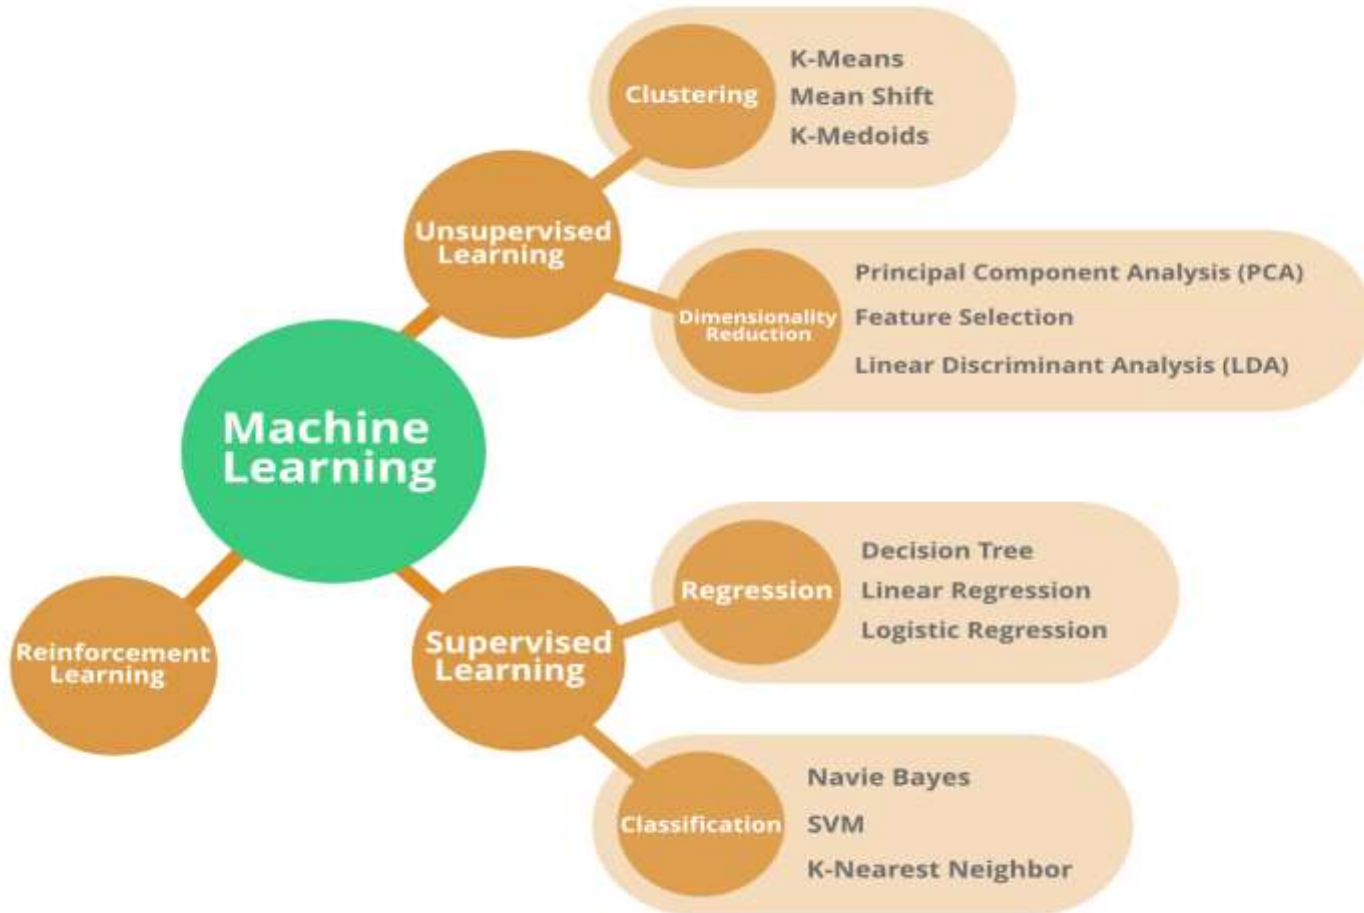 Clustering
K-Means
Mean Shift
K-Medoids
Unsupervised
Learning
Dimensionality
Reduction
Principal Component Analysis (PCA)
Feature Selection
Linear Discriminant Analysis (LDA)
Machine
Learning
Reinforcement
Learning
Supervised
Learning
Regression
Decision Tree
Linear Regression
Logistic Regression
Classification
Navie Bayes
SVM
K-Nearest Neighbor